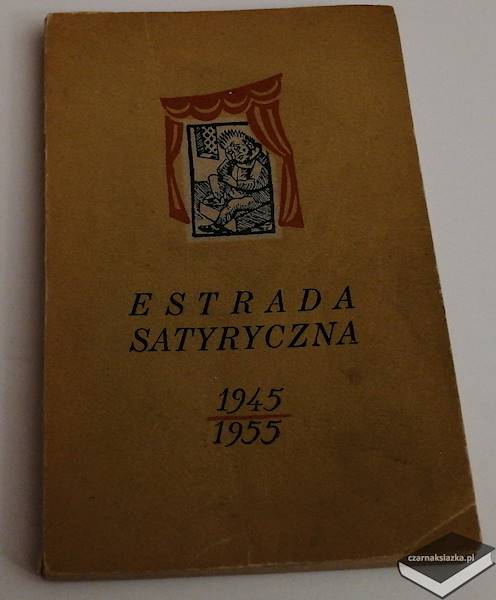 ESTRADA
SATYRYCZNA
1945
1955
czarnaksiazka.pl